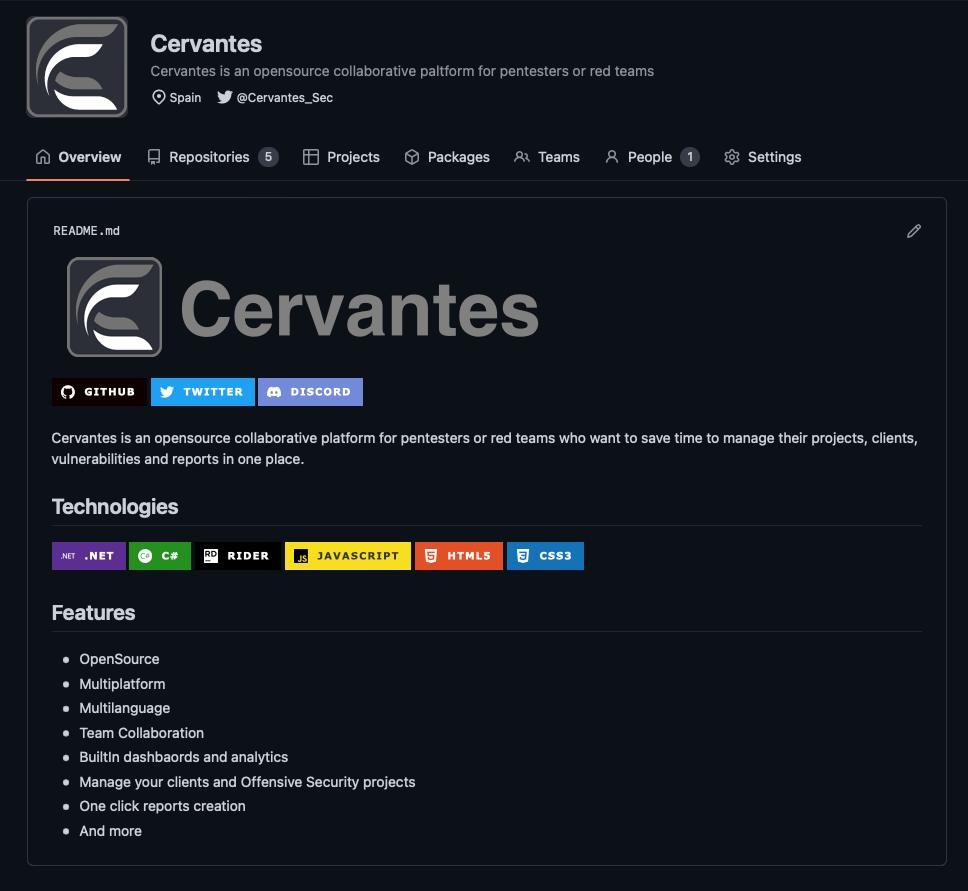 Cervantes
Cervantes is an opensource collaborative paltform for pentesters or red teams
Spain @Cervantes_Sec
Overview Repositories 5 Projects Packages Teams People 1 Settings
README.md
Cervantes
GITHUB TWITTER DISCORD
Cervantes is an opensource collaborative platform for pentesters or red teams who want to save time to manage their projects, clients,
vulnerabilities and reports in one place.
Technologies
.NET .NET C# C# RD RIDER JS JAVASCRIPT 5 HTML5 3 CSS3
Features
OpenSource
Multiplatform
Multilanguage
Team Collaboration
BuiltIn dashbaords and analytics
Manage your clients and Offensive Security projects
One click reports creation
And more